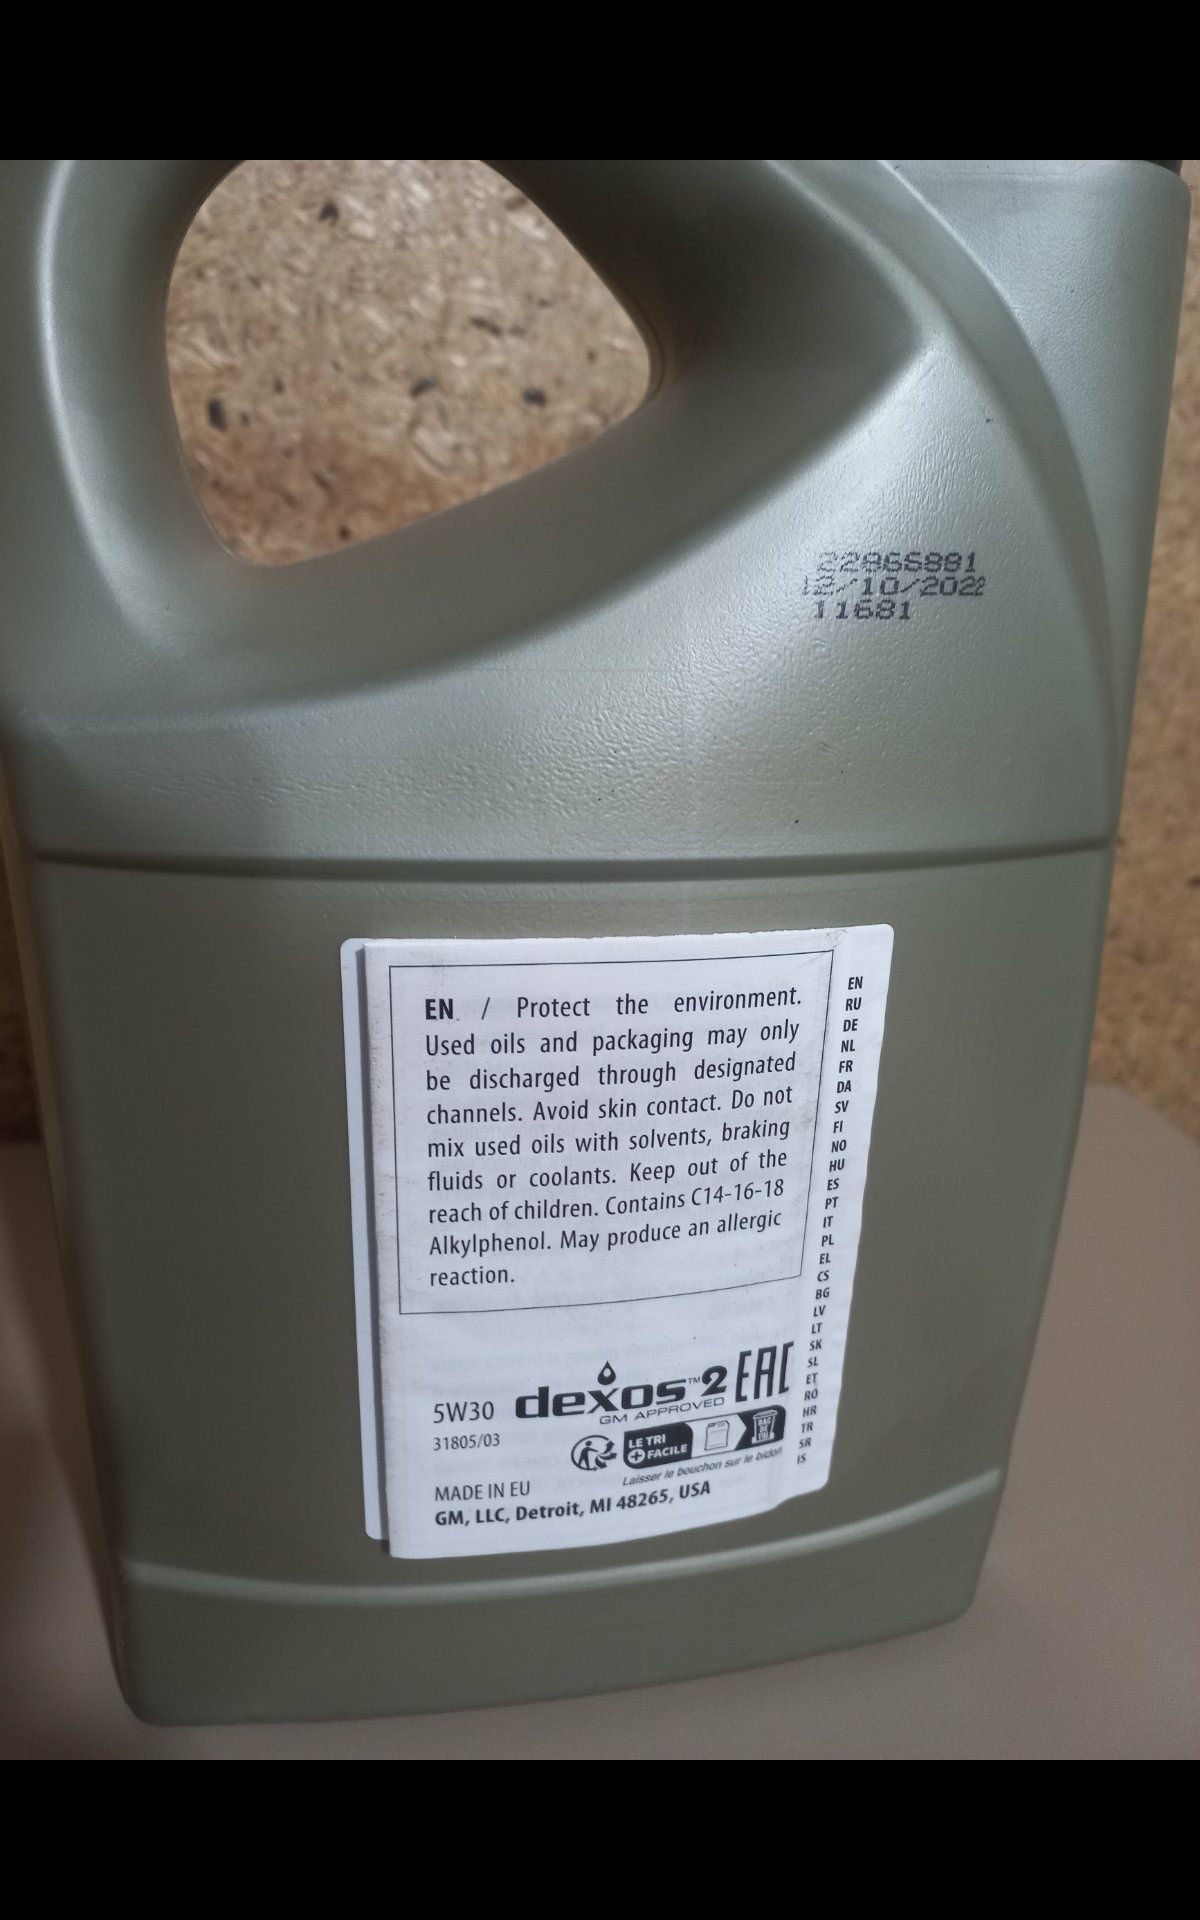 22865881
12/10/2022
11681
EN / Protect the environment.
Used oils and packaging may only
be discharged through designated
channels. Avoid skin contact. Do not
mix used oils with solvents, braking
fluids or coolants. Keep out of the
reach of children. Contains C14-16-18
Alkylphenol. May produce an allergic
reaction.
EN
RU
DE
NL
FR
DA
SV
FI
NO
HU
ES
PT
IT
PL
EL
CS
BG
LV
LT
SK
SL
ET
RO
HR
TR
SR
IS
5W30 dexos™2 EAC
GM APPROVED
31805/03
LE TRI
+ FACILE
BAC
DE
TRI
Laisser le bouchon sur le bidon
MADE IN EU
GM, LLC, Detroit, MI 48265, USA